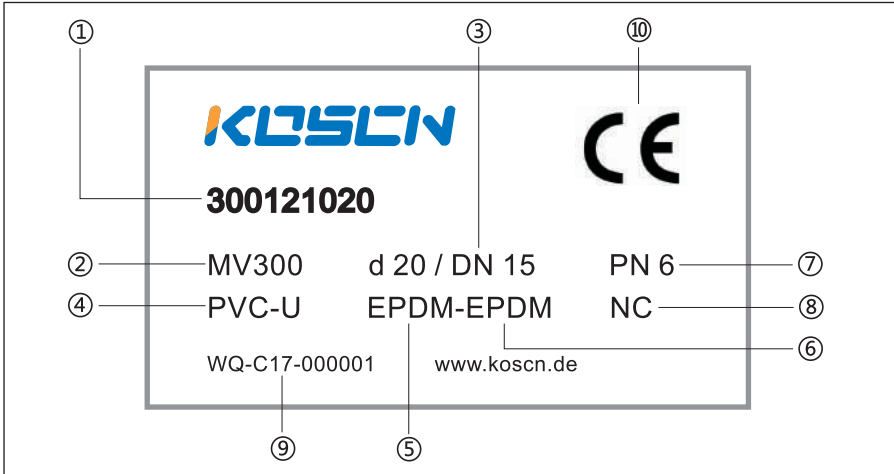 ① ③ ⑩
KOSCN CE
300121020
② MV300 d 20 / DN 15 PN 6 ⑦
④ PVC-U EPDM-EPDM NC ⑧
⑥
WQ-C17-000001 www.koscn.de
⑨ ⑤